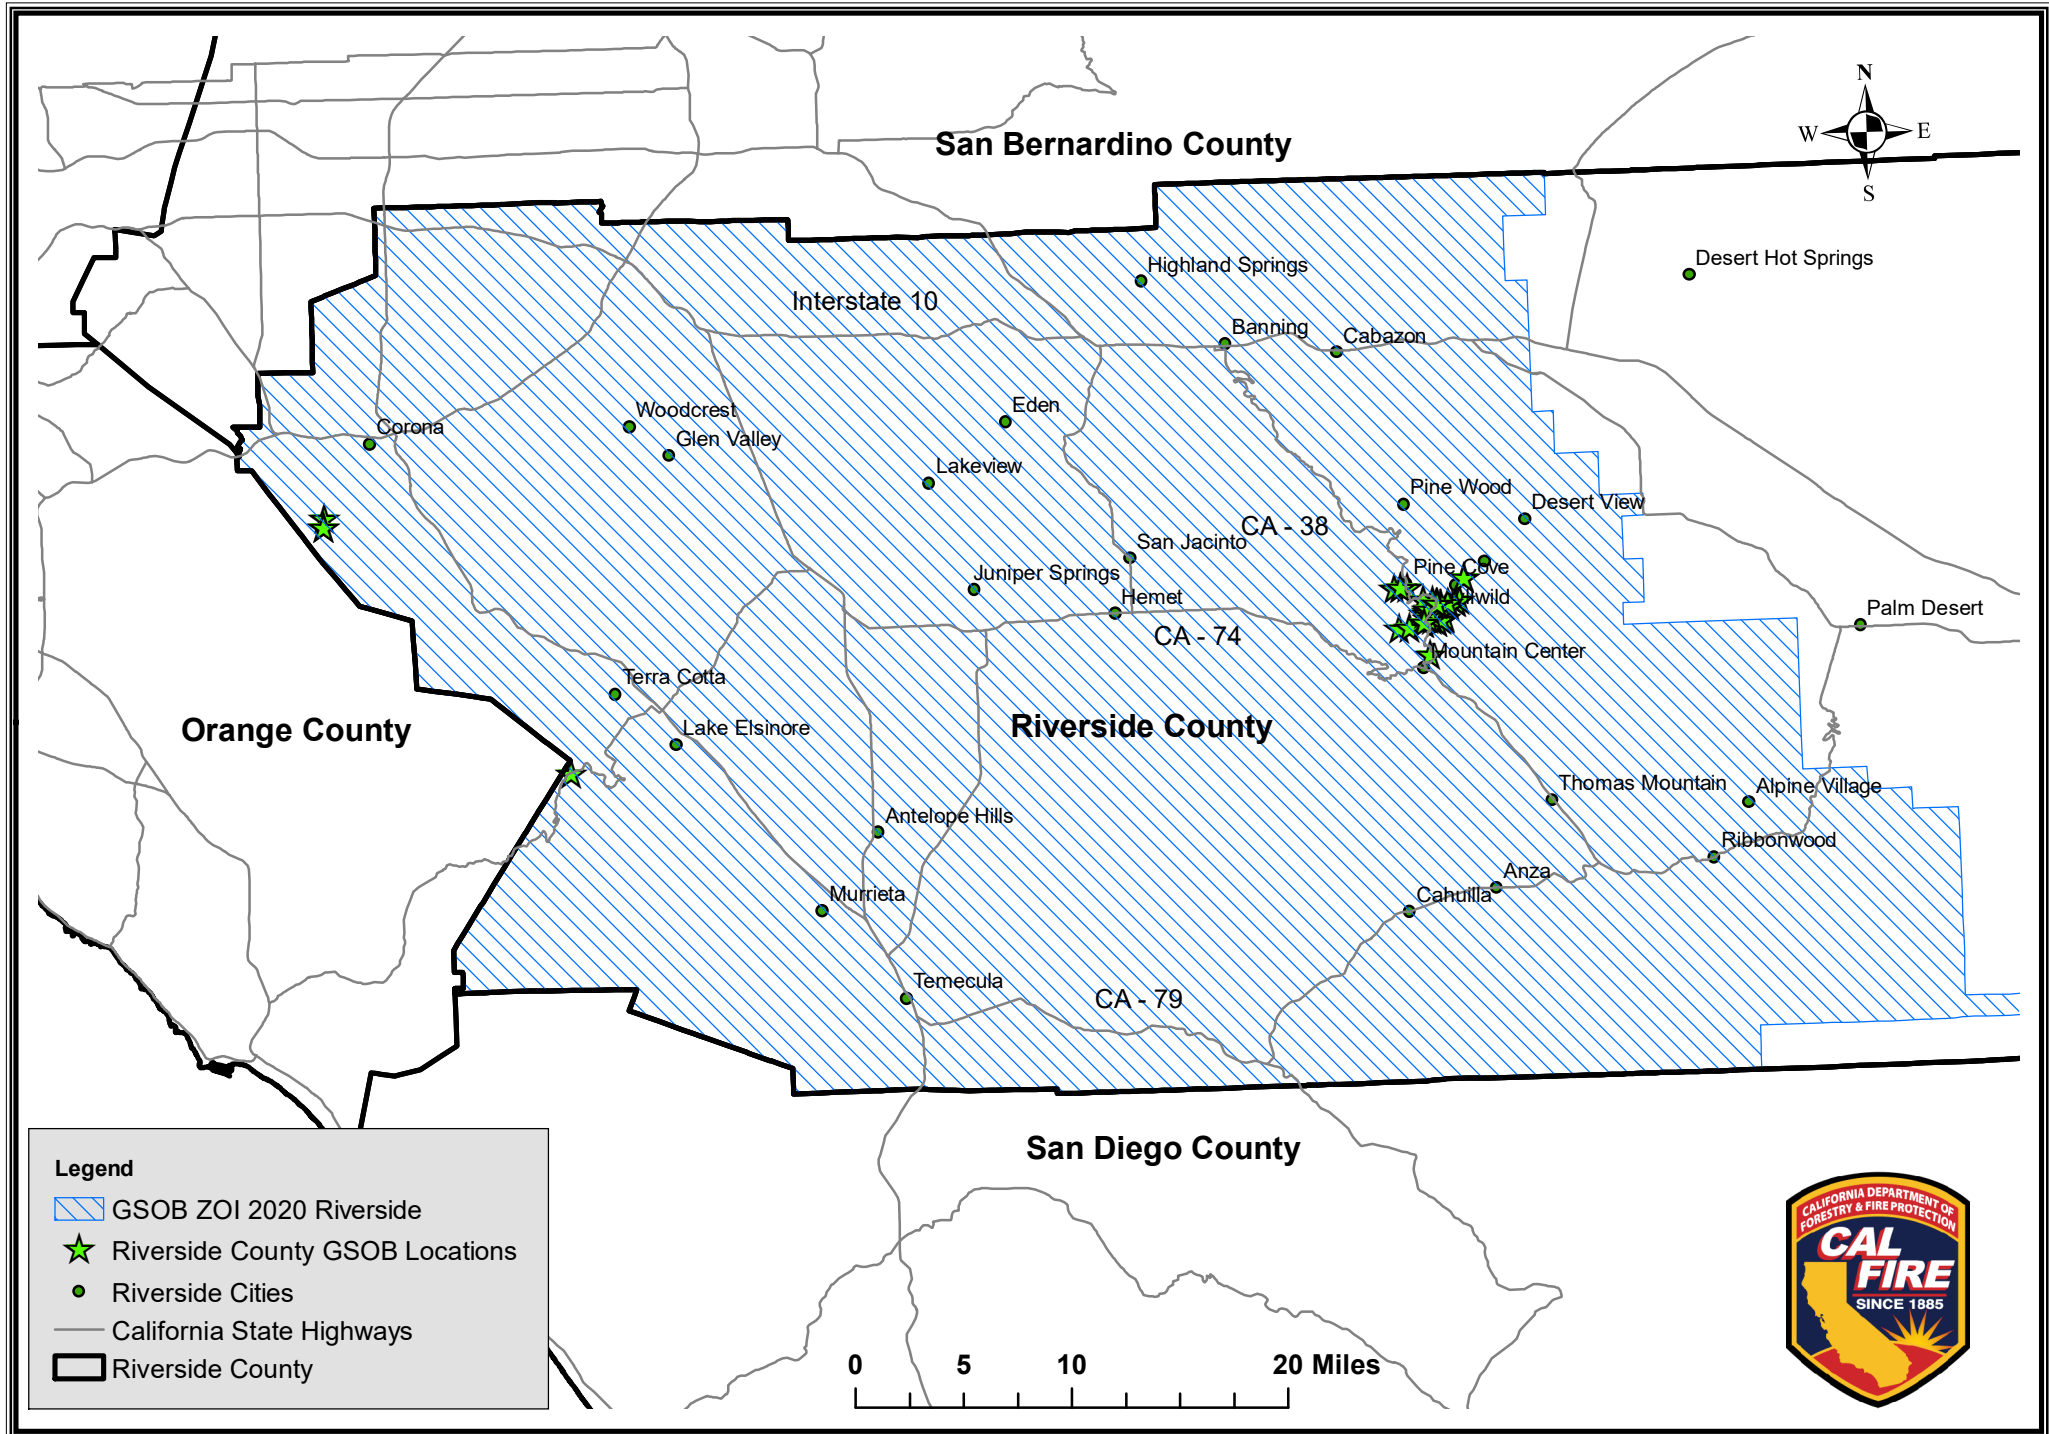 N
W
E
S
San Bernardino County
Desert Hot Springs
Highland Springs
Interstate 10
Banning
Cabazon
Woodcrest
Eden
Corona
Glen Valley
Lakeview
Pine Wood
Desert View
CA - 38
San Jacinto
Pine Cove
Juniper Springs
Hemet
Palm Desert
CA - 74
Mountain Center
Terra Cotta
Orange County
Lake Elsinore
Riverside County
Thomas Mountain
Alpine Village
Antelope Hills
Ribbonwood
Anza
Murrieta
Cahuilla
Temecula
CA - 79
San Diego County
Legend
GSOB ZOI 2020 Riverside
Riverside County GSOB Locations
Riverside Cities
California State Highways
Riverside County
0 5 10 20 Miles
CALIFORNIA DEPARTMENT OF
FORESTRY & FIRE PROTECTION
CAL
FIRE
SINCE 1885